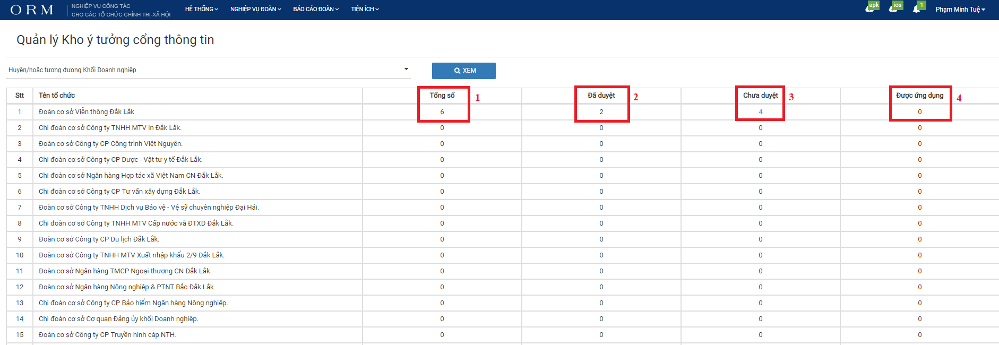 ORM
NGHIỆP VỤ CÔNG TÁC
CHO CÁC TỔ CHỨC CHÍNH TRỊ-XÃ HỘI
HỆ THỐNG NGHIỆP VỤ ĐOÀN BÁO CÁO ĐOÀN TIỆN ÍCH
apk ios 1 Phạm Minh Tuệ
Quản lý Kho ý tưởng cổng thông tin
Huyện/hoặc tương đương Khối Doanh nghiệp XEM
Stt Tên tổ chức Tổng số 1 Đã duyệt 2 Chưa duyệt 3 Được ứng dụng 4
1 Đoàn cơ sở Viễn thông Đắk Lắk 6 2 4 0
2 Chi đoàn cơ sở Công ty TNHH MTV In Đắk Lắk. 0 0 0 0
3 Đoàn cơ sở Công ty CP Công trình Việt Nguyên. 0 0 0 0
4 Chi đoàn cơ sở Công ty CP Dược - Vật tư y tế Đắk Lắk. 0 0 0 0
5 Chi đoàn cơ sở Ngân hàng Hợp tác xã Việt Nam CN Đắk Lắk. 0 0 0 0
6 Chi đoàn cơ sở Công ty CP Tư vấn xây dựng Đắk Lắk. 0 0 0 0
7 Đoàn cơ sở Công ty TNHH Dịch vụ Bảo vệ - Vệ sỹ chuyên nghiệp Đại Hải. 0 0 0 0
8 Chi đoàn cơ sở Công ty TNHH MTV Cấp nước và ĐTXD Đắk Lắk. 0 0 0 0
9 Đoàn cơ sở Công ty CP Du lịch Đắk Lắk. 0 0 0 0
10 Đoàn cơ sở Công ty TNHH MTV Xuất nhập khẩu 2/9 Đắk Lắk. 0 0 0 0
11 Đoàn cơ sở Ngân hàng TMCP Ngoại thương CN Đắk Lắk. 0 0 0 0
12 Đoàn cơ sở Ngân hàng Nông nghiệp & PTNT Bắc Đắk Lắk 0 0 0 0
13 Chi đoàn cơ sở Công ty CP Bảo hiểm Ngân hàng Nông nghiệp. 0 0 0 0
14 Chi đoàn cơ sở Cơ quan Đảng ủy khối Doanh nghiệp. 0 0 0 0
15 Đoàn cơ sở Công ty CP Truyền hình cáp NTH. 0 0 0 0